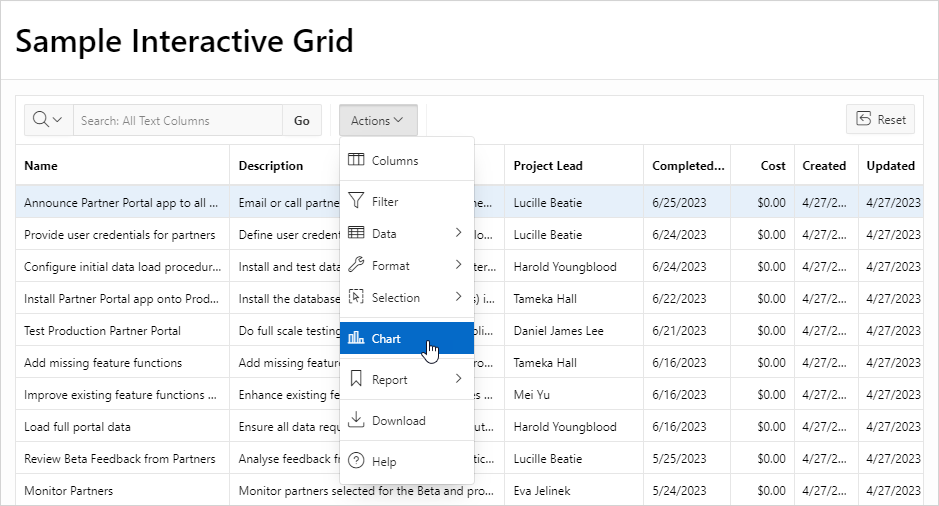 Sample Interactive Grid
Search: All Text Columns Go Actions Reset
Name Description Project Lead Completed... Cost Created Updated
Announce Partner Portal app to all ... Email or call partne ne... Lucille Beatie 6/25/2023 $0.00 4/27/2... 4/27/2023
Provide user credentials for partners Define user credent lo... Lucille Beatie 6/24/2023 $0.00 4/27/2... 4/27/2023
Configure initial data load procedur... Install and test data ter... Harold Youngblood 6/24/2023 $0.00 4/27/2... 4/27/2023
Install Partner Portal app onto Prod... Install the database s) i... Tameka Hall 6/22/2023 $0.00 4/27/2... 4/27/2023
Test Production Partner Portal Do full scale testing pli... Daniel James Lee 6/21/2023 $0.00 4/27/2... 4/27/2023
Add missing feature functions Add missing feature pro... Tameka Hall 6/16/2023 $0.00 4/27/2... 4/27/2023
Improve existing feature functions ... Enhance existing fe es ... Mei Yu 6/16/2023 $0.00 4/27/2... 4/27/2023
Load full portal data Ensure all data requ ut... Harold Youngblood 6/16/2023 $0.00 4/27/2... 4/27/2023
Review Beta Feedback from Partners Analyse feedback fr tic... Lucille Beatie 5/25/2023 $0.00 4/27/2... 4/27/2023
Monitor Partners Monitor partners selected for the Beta and pro... Eva Jelinek 5/24/2023 $0.00 4/27/2... 4/27/2023
Columns
Filter
Data
Format
Selection
Chart
Report
Download
Help